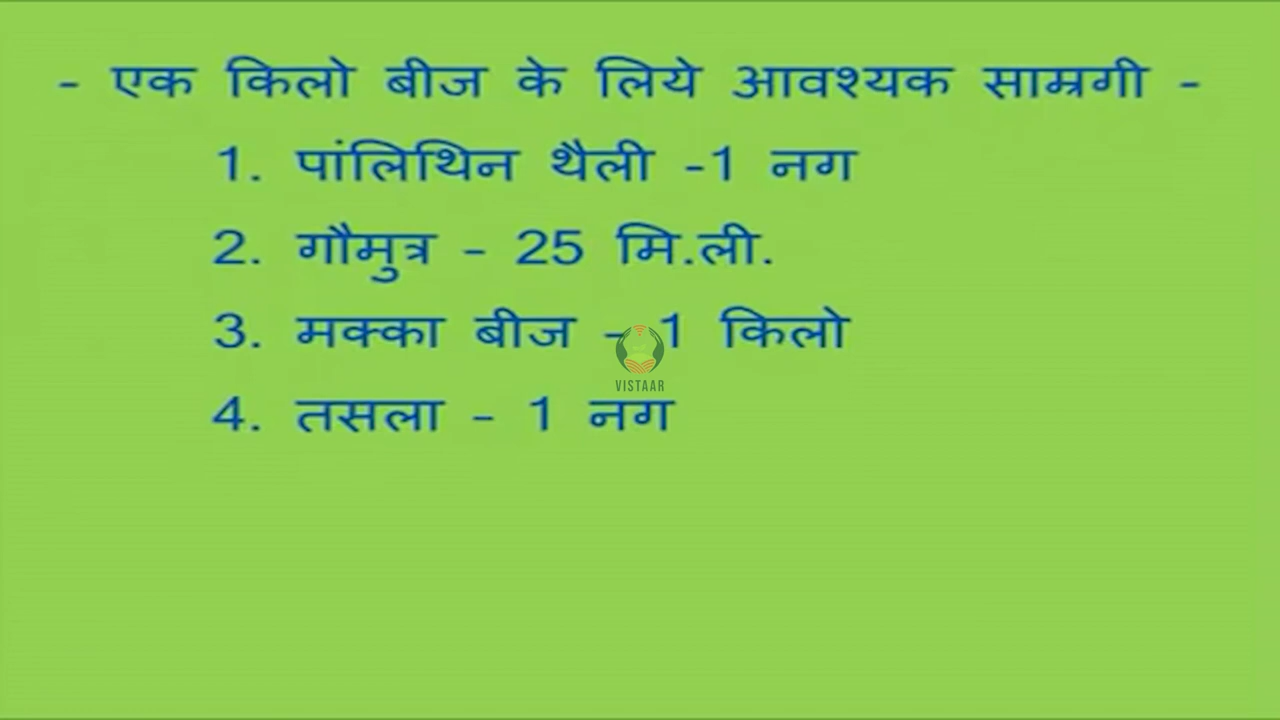 - एक किलो बीज के लिये आवश्यक साम्रगी -
1. पांलिथिन थैली -1 नग
2. गौमुत्र - 25 मि.ली.
3. मक्का बीज - 1 किलो
VISTAAR
4. तसला - 1 नग